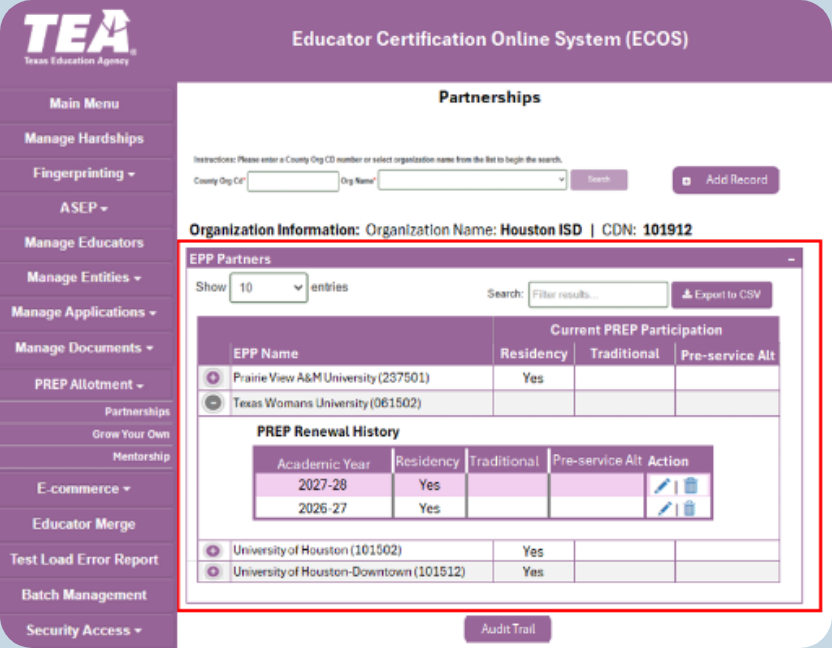 TEA
Texas Education Agency
Educator Certification Online System (ECOS)
Main Menu
Manage Hardships
Fingerprinting
ASEP
Manage Educators
Manage Entities
Manage Applications
Manage Documents
PREP Allotment
Partnerships
Grow Your Own
Mentorship
E-commerce
Educator Merge
Test Load Error Report
Batch Management
Security Access
Partnerships
Instructions: Please enter a County Org CD number or select organization name from the list to begin the search.
County Org Cd* Org Name* Search Add Record
Organization Information: Organization Name: Houston ISD | CDN: 101912
EPP Partners –
Show 10 entries Search: Filter results... Export to CSV
Current PREP Participation
EPP Name Residency Traditional Pre-service Alt
Prairie View A&M University (237501) Yes
Texas Womans University (061502)
PREP Renewal History
Academic Year Residency Traditional Pre-service Alt Action
2027-28 Yes |
2026-27 Yes |
University of Houston (101502) Yes
University of Houston-Downtown (101512) Yes
Audit Trail